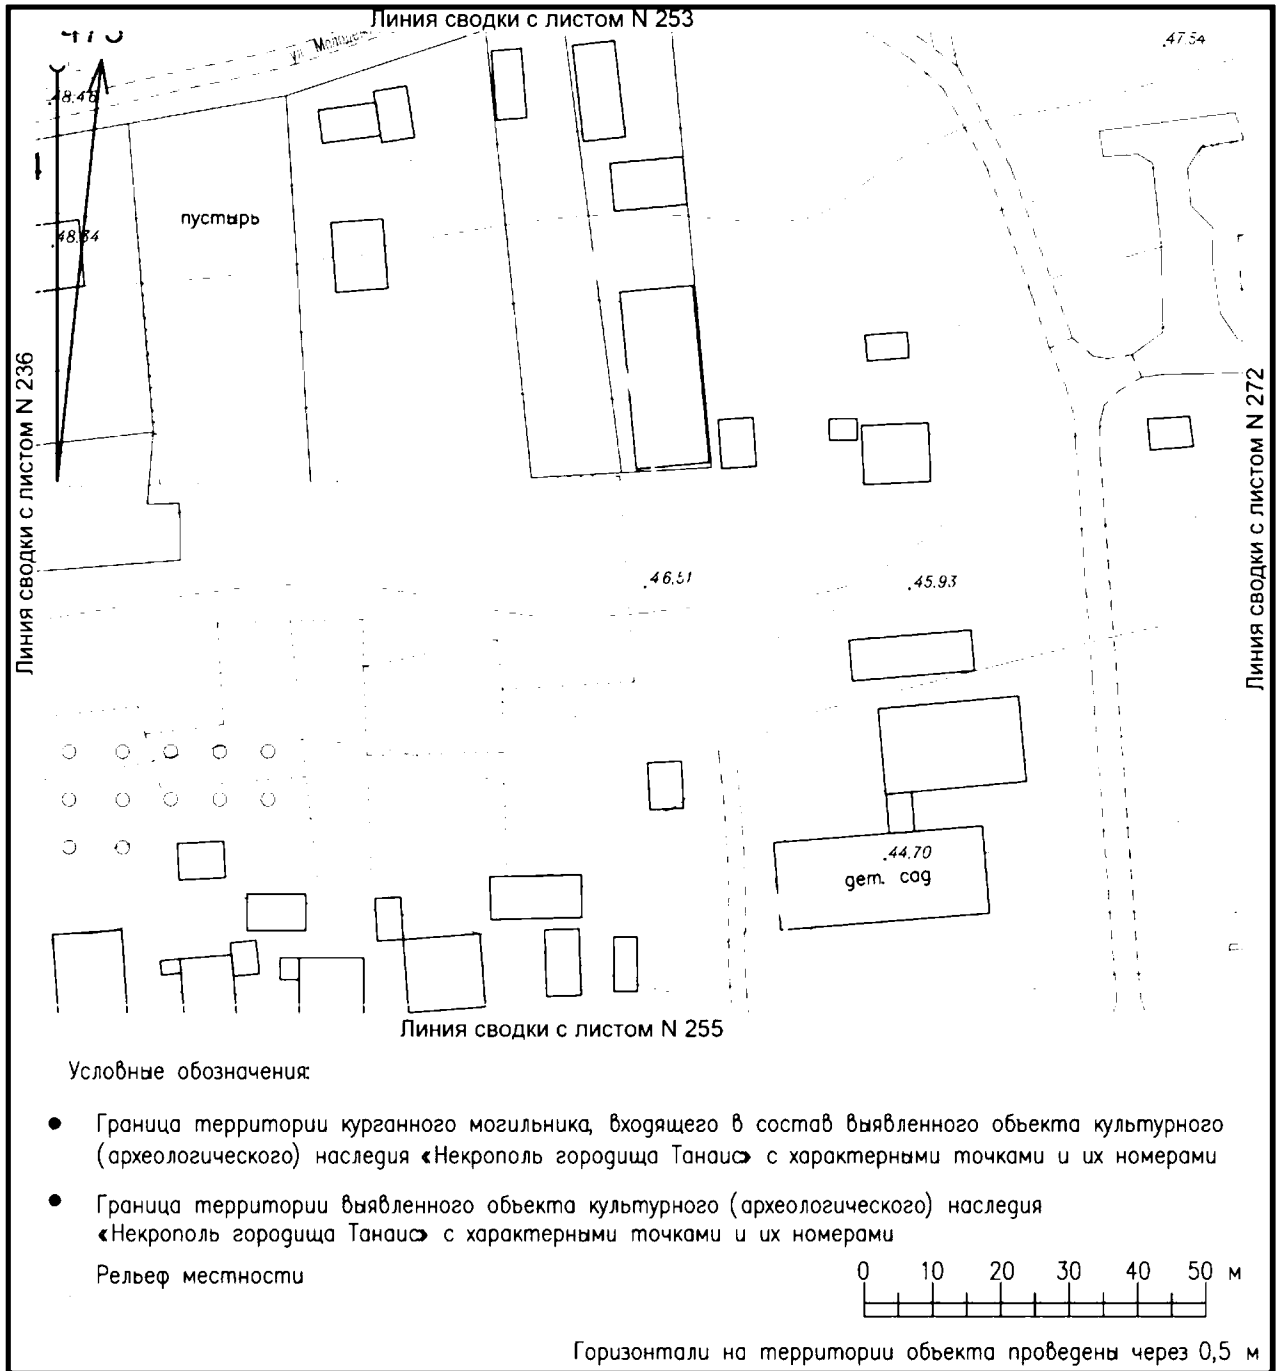 Линия сводки с листом N 253
47.54
48.46
пустырь
48.84
Линия сводки с листом N 236
Линия сводки с листом N 272
46.51
45.93
44.70
дет. сад
Линия сводки с листом N 255
Условные обозначения:
Граница территории курганного могильника, входящего в состав выявленного объекта культурного
(археологического) наследия «Некрополь городища Танаис» с характерными точками и их номерами
Граница территории выявленного объекта культурного (археологического) наследия
«Некрополь городища Танаис» с характерными точками и их номерами
Рельеф местности
0 10 20 30 40 50 м
Горизонтали на территории объекта проведены через 0,5 м